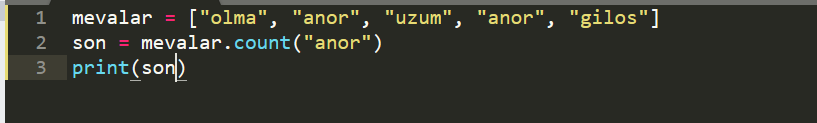 1 mevalar = ["olma", "anor", "uzum", "anor", "gilos"]
2 son = mevalar.count("anor")
3 print(son)